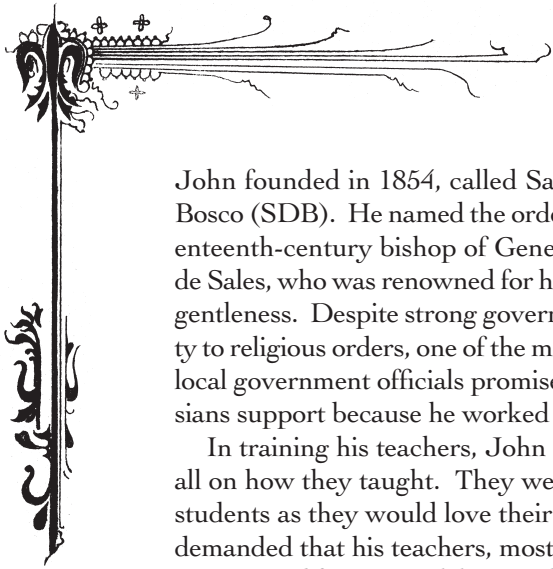 John founded in 1854, called Sa
Bosco (SDB). He named the orde
enteenth-century bishop of Gene
de Sales, who was renowned for h
gentleness. Despite strong govern
ty to religious orders, one of the m
local government officials promise
sians support because he worked
In training his teachers, John
all on how they taught. They we
students as they would love their
demanded that his teachers, most